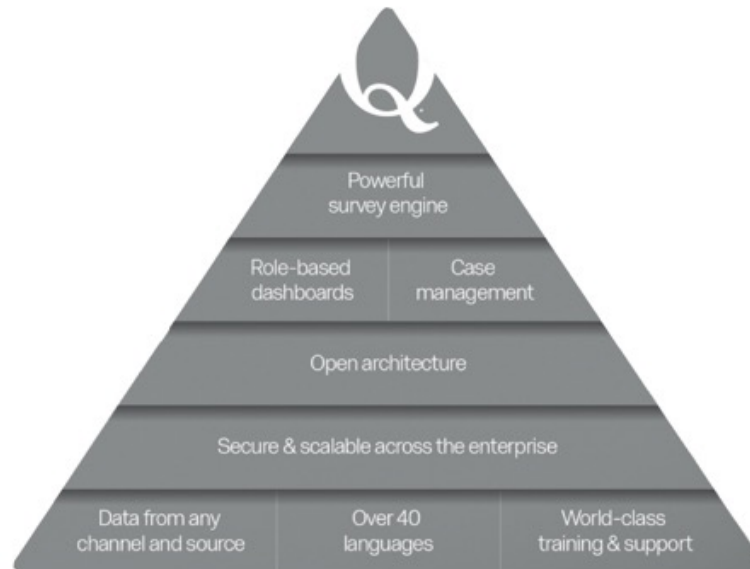 Q
Powerful
survey engine
Role-based
dashboards
Case
management
Open architecture
Secure & scalable across the enterprise
Data from any
channel and source
Over 40
languages
World-class
training & support